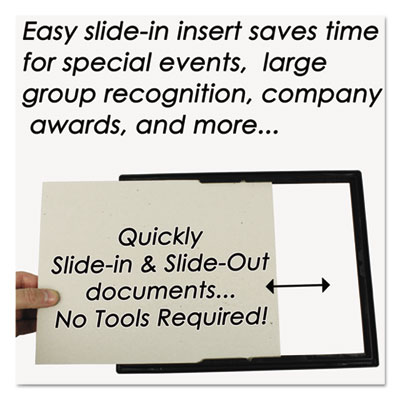 Easy slide-in insert saves time
for special events, large
group recognition, company
awards, and more...
Quickly
Slide-in & Slide-Out
documents...
No Tools Required!